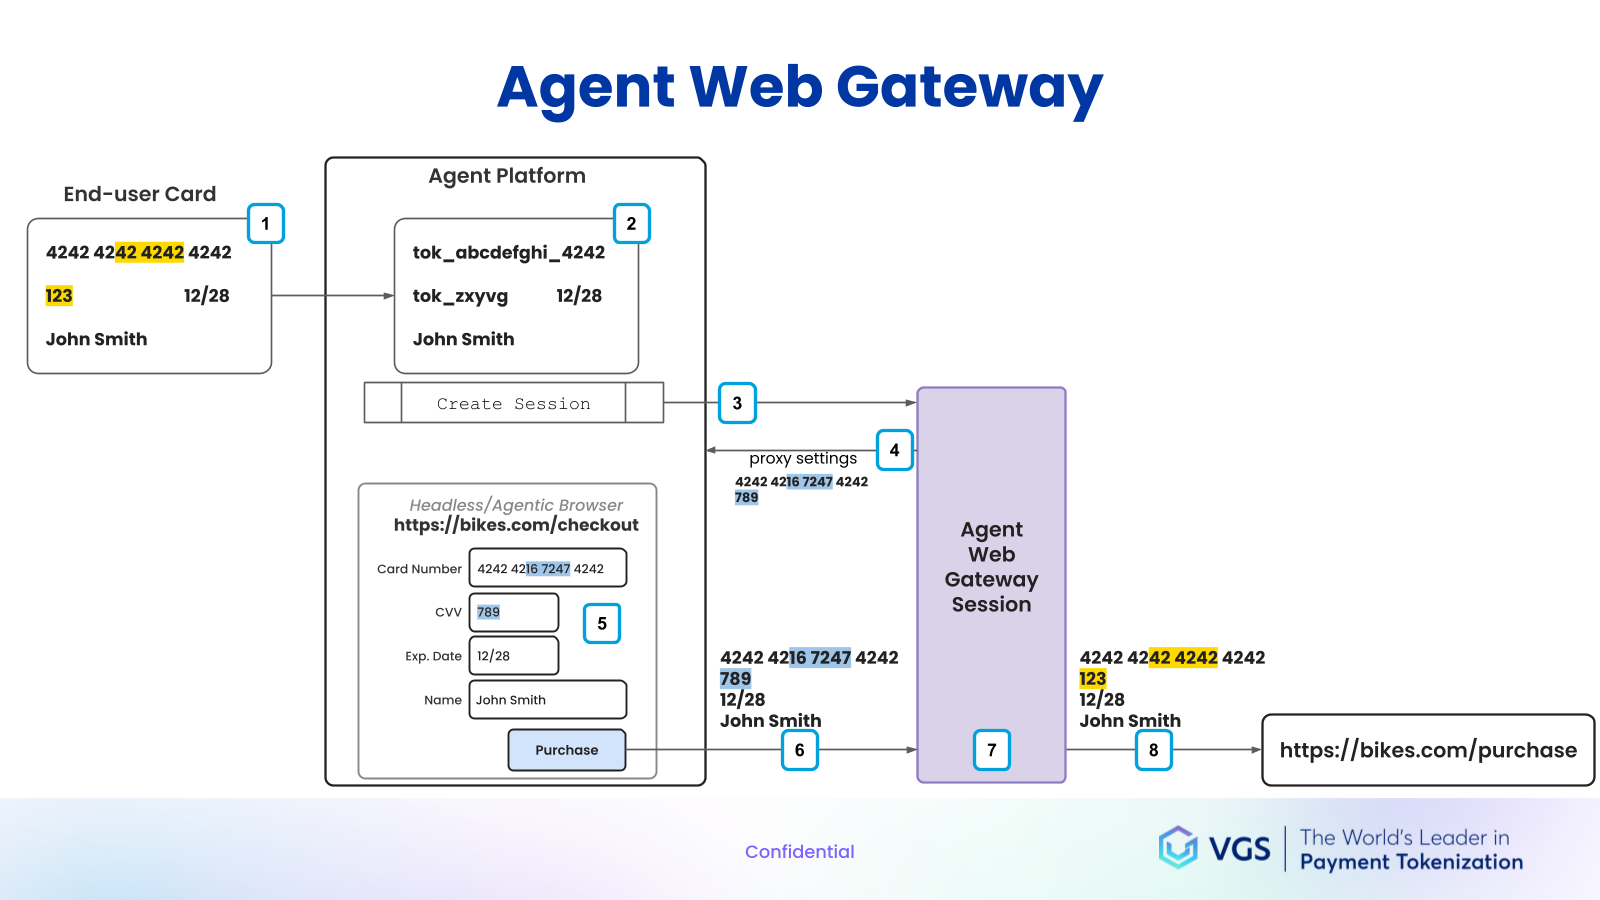 Agent Web Gateway
End-user Card
1
4242 4242 4242 4242
123 12/28
John Smith
Agent Platform
2
tok_abcdefghi_4242
tok_zxyvg 12/28
John Smith
Create Session
3
4
proxy settings
4242 4216 7247 4242
789
Headless/Agentic Browser
https://bikes.com/checkout
Card Number 4242 4216 7247 4242
CVV 789
5
Exp. Date 12/28
Name John Smith
Purchase
4242 4216 7247 4242
789
12/28
John Smith
6
Agent
Web
Gateway
Session
7
4242 4242 4242 4242
123
12/28
John Smith
8
https://bikes.com/purchase
Confidential
VGS
The World's Leader in
Payment Tokenization